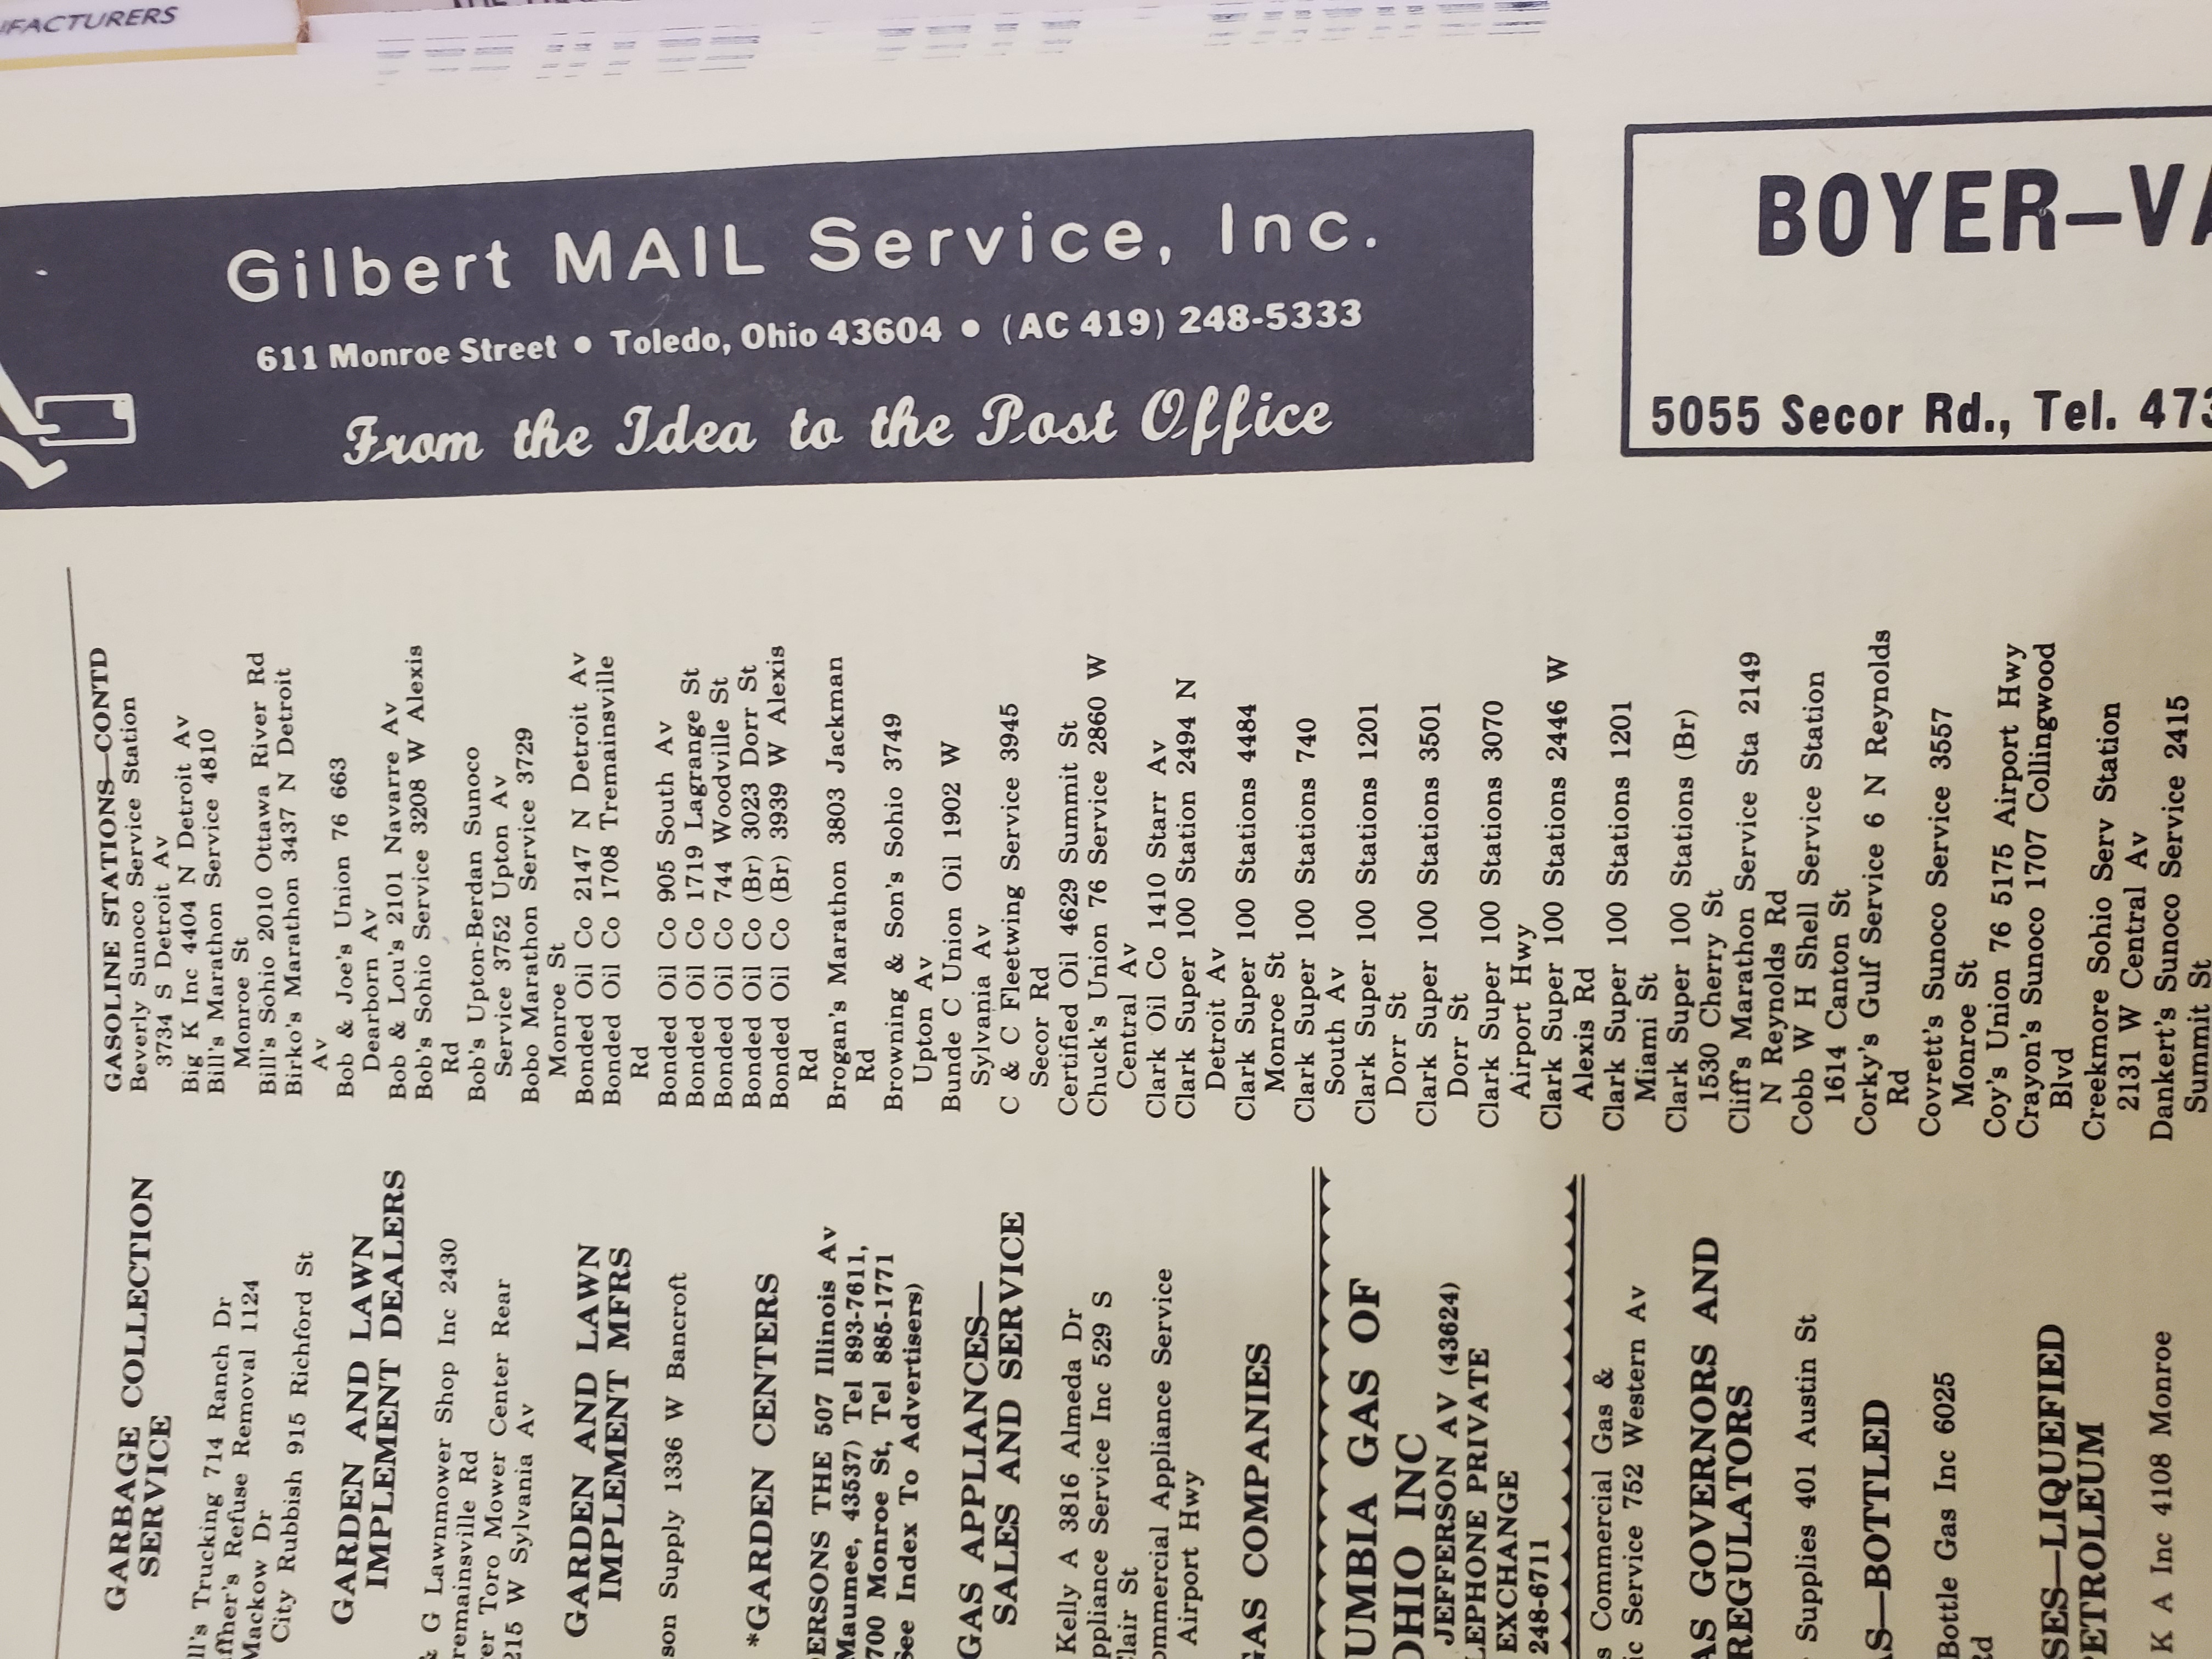 FACTURERS
Gilbert MAIL Service, Inc.
611 Monroe Street • Toledo, Ohio 43604 • (AC 419) 248-5333
From the Idea to the Post Office
BOYER—
5055 Secor Rd., Tel.
GARBAGE COLLECTION
SERVICE
Trucking 714 Ranch Dr
Refuse Removal 1124
Mackow Dr
City Rubbish 915 Richford St
GARDEN AND LAWN
IMPLEMENT DEALERS
G Lawnmower Shop Inc 2430
remainsville Rd
Toro Mower Center Rear
215 W Sylvania Av
GARDEN AND LAWN
IMPLEMENT MFRS
son Supply 1336 W Bancroft
*GARDEN CENTERS
ERSONS THE 507 Illinois Av
Maumee, 43537) Tel 893-7611,
700 Monroe St, Tel 885-1771
See Index To Advertisers)
GAS APPLIANCES—
SALES AND SERVICE
Kelly A 3816 Almeda Dr
ppliance Service Inc 529 S
Clair St
ommercial Appliance Service
Airport Hwy
GAS COMPANIES
UMBIA GAS OF
OHIO INC
JEFFERSON AV (43624)
LEPHONE PRIVATE
EXCHANGE
248-6711
s Commercial Gas &
ic Service 752 Western Av
AS GOVERNORS AND
REGULATORS
Supplies 401 Austin St
AS—BOTTLED
Bottle Gas Inc 6025
Rd
SES—LIQUEFIED
PETROLEUM
K A Inc 4108 Monroe
GASOLINE STATIONS—CONTD
Beverly Sunoco Service Station
3734 S Detroit Av
Big K Inc 4404 N Detroit Av
Bill's Marathon Service 4810
Monroe St
Bill's Sohio 2010 Ottawa River Rd
Birko's Marathon 3437 N Detroit
Av
Bob & Joe's Union 76 663
Dearborn Av
Bob & Lou's 2101 Navarre Av
Bob's Sohio Service 3208 W Alexis
Rd
Bob's Upton-Berdan Sunoco
Service 3752 Upton Av
Bobo Marathon Service 3729
Monroe St
Bonded Oil Co 2147 N Detroit Av
Bonded Oil Co 1708 Tremainsville
Rd
Bonded Oil Co 905 South Av
Bonded Oil Co 1719 Lagrange St
Bonded Oil Co 744 Woodville St
Bonded Oil Co (Br) 3023 Dorr St
Bonded Oil Co (Br) 3939 W Alexis
Rd
Brogan's Marathon 3803 Jackman
Rd
Browning & Son's Sohio 3749
Upton Av
Bunde C Union Oil 1902 W
Sylvania Av
C & C Fleetwing Service 3945
Secor Rd
Certified Oil 4629 Summit St
Chuck's Union 76 Service 2860 W
Central Av
Clark Oil Co 1410 Starr Av
Clark Super 100 Station 2494 N
Detroit Av
Clark Super 100 Stations 4484
Monroe St
Clark Super 100 Stations 740
South Av
Clark Super 100 Stations 1201
Dorr St
Clark Super 100 Stations 3501
Dorr St
Clark Super 100 Stations 3070
Airport Hwy
Clark Super 100 Stations 2446 W
Alexis Rd
Clark Super 100 Stations 1201
Miami St
Clark Super 100 Stations (Br)
1530 Cherry St
Cliff's Marathon Service Sta 2149
N Reynolds Rd
Cobb W H Shell Service Station
1614 Canton St
Corky's Gulf Service 6 N Reynolds
Rd
Covrett's Sunoco Service 3557
Monroe St
Coy's Union 76 5175 Airport Hwy
Crayon's Sunoco 1707 Collingwood
Blvd
Creekmore Sohio Serv Station
2131 W Central Av
Dankert's Sunoco Service 2415
Summit St